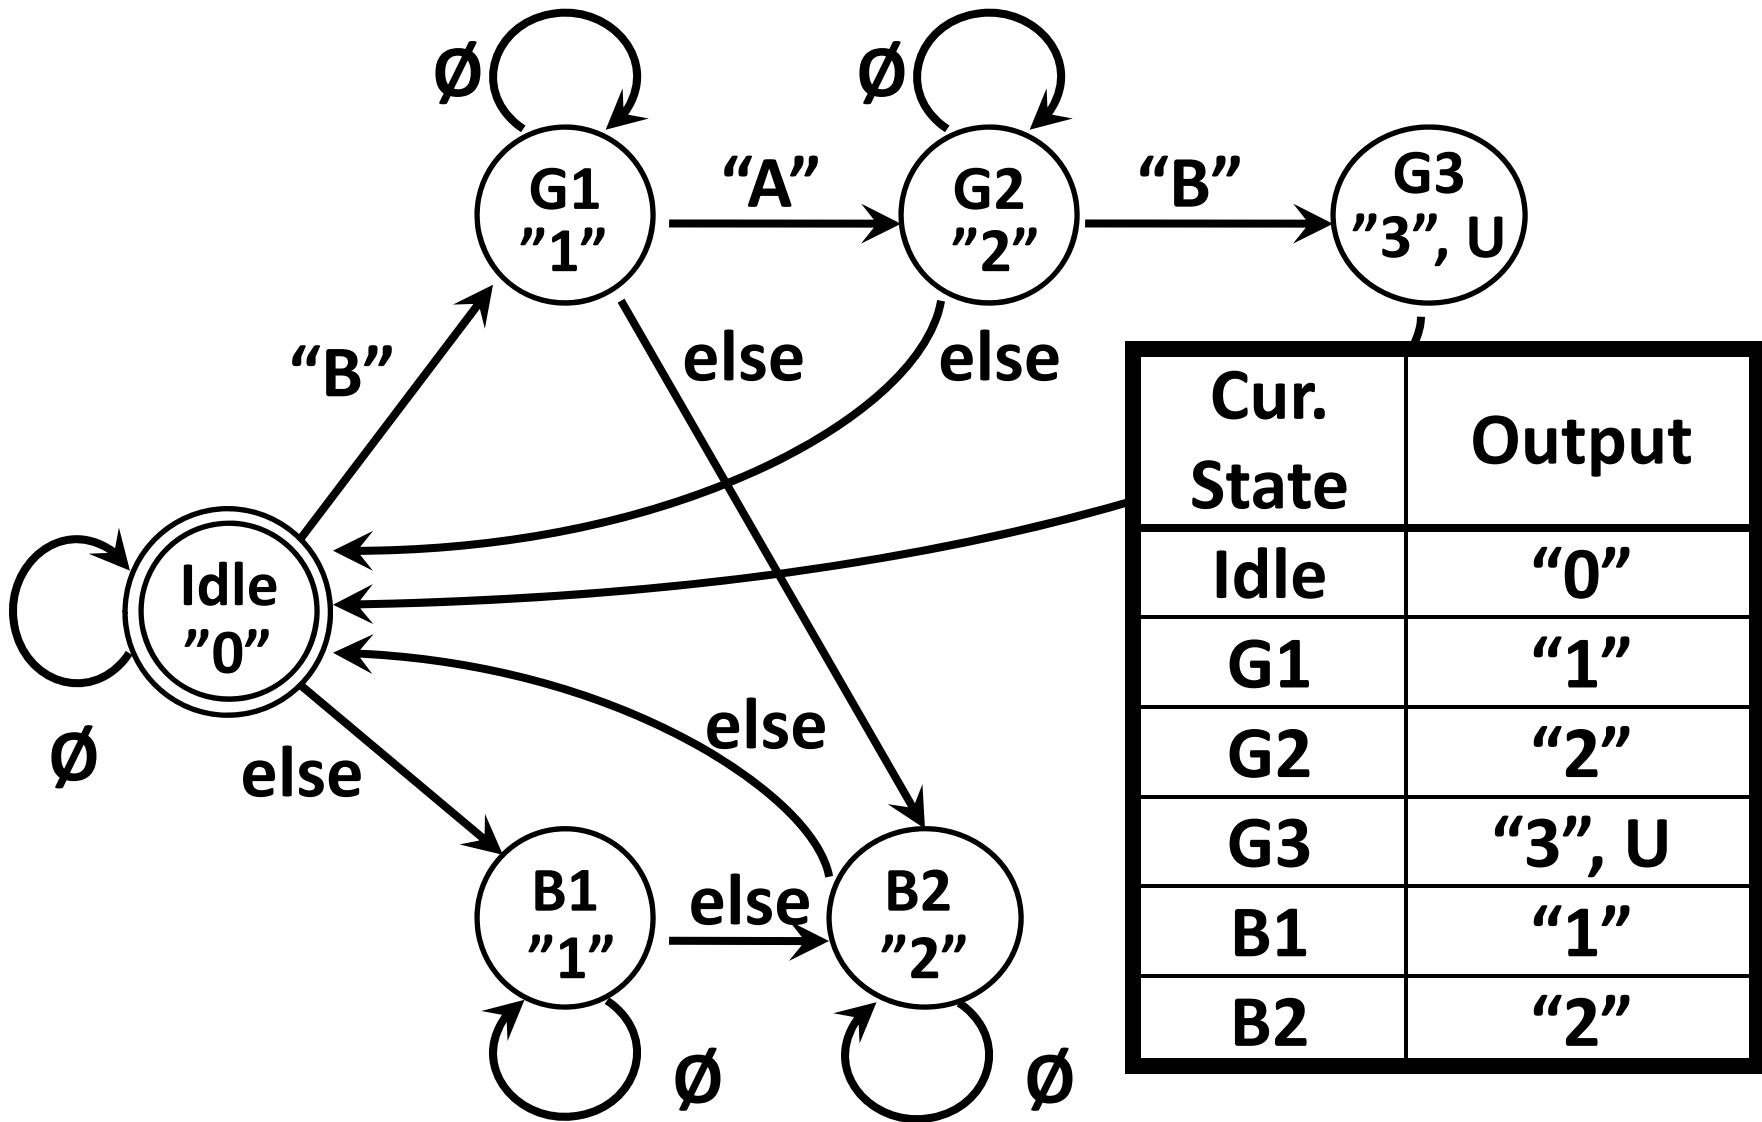 Ø
Ø
G1
”1”
“A”
G2
”2”
“B”
G3
”3”, U
“B”
else
else
Idle
”0”
Ø
else
else
B1
”1”
else
B2
”2”
Ø
Ø
Cur. State
Output
Idle
“0”
G1
“1”
G2
“2”
G3
“3”, U
B1
“1”
B2
“2”